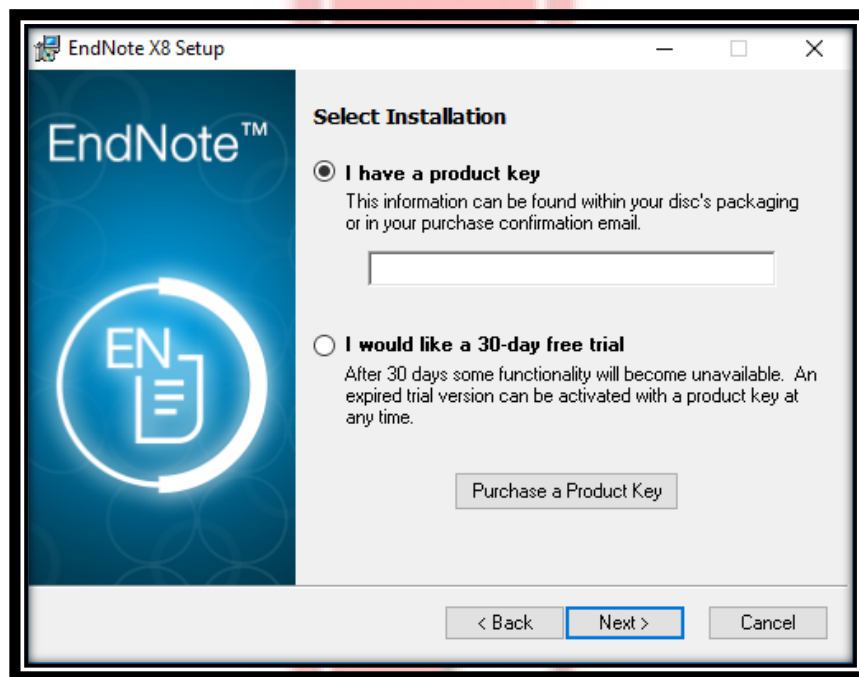 EndNote X8 Setup
EndNote™
Select Installation
I have a product key
This information can be found within your disc's packaging
or in your purchase confirmation email.
I would like a 30-day free trial
After 30 days some functionality will become unavailable. An
expired trial version can be activated with a product key at
any time.
EN
Purchase a Product Key
< Back
Next >
Cancel